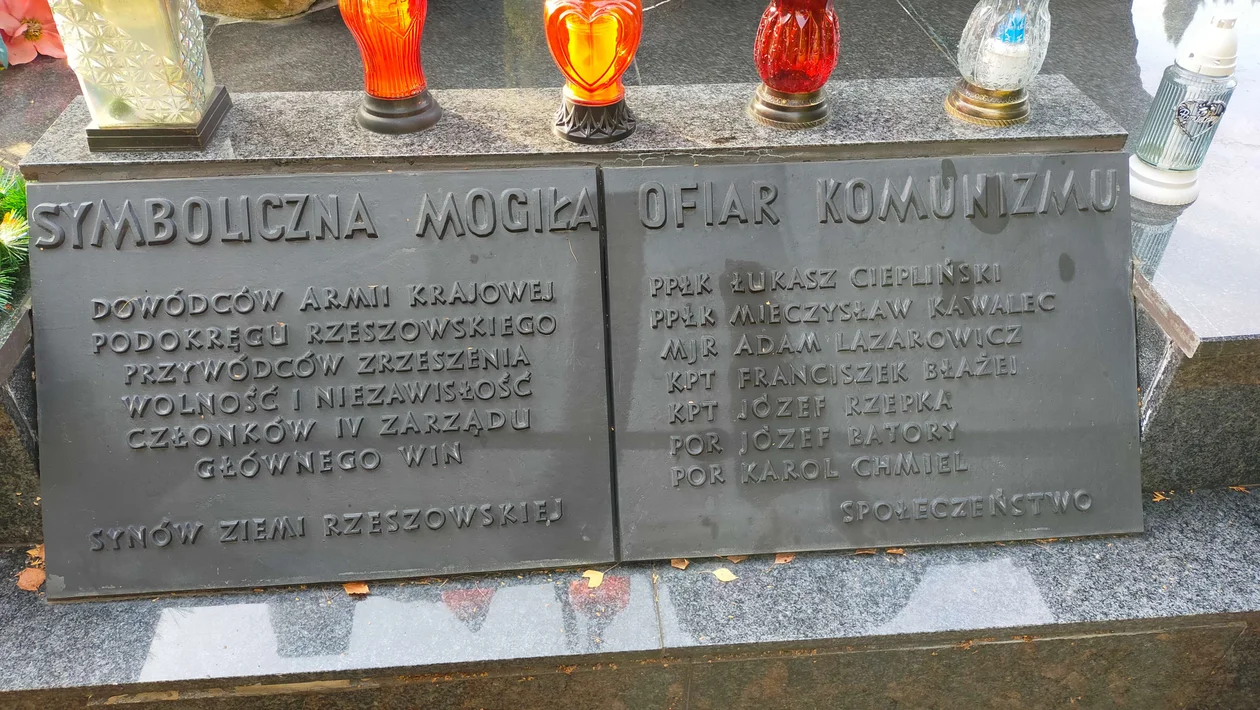 SYMBOLICZNA MOGIŁA OFIAR KOMUNIZMU
DOWÓDCÓW ARMII KRAJOWEJ
PODOKRĘGU RZESZOWSKIEGO
PRZYWÓDCÓW ZRZESZENIA
WOLNOŚĆ I NIEZAWISŁOŚĆ
CZŁONKÓW IV ZARZĄDU
GŁÓWNEGO WIN
SYNÓW ZIEMI RZESZOWSKIEJ
PPŁK ŁUKASZ CIEPLIŃSKI
PPŁK MIECZYSŁAW KAWALEC
MJR ADAM LAZAROWICZ
KPT FRANCISZEK BŁAŻEJ
KPT JÓZEF RZEPKA
POR JÓZEF BATORY
POR KAROL CHMIEL
SPOŁECZEŃSTWO